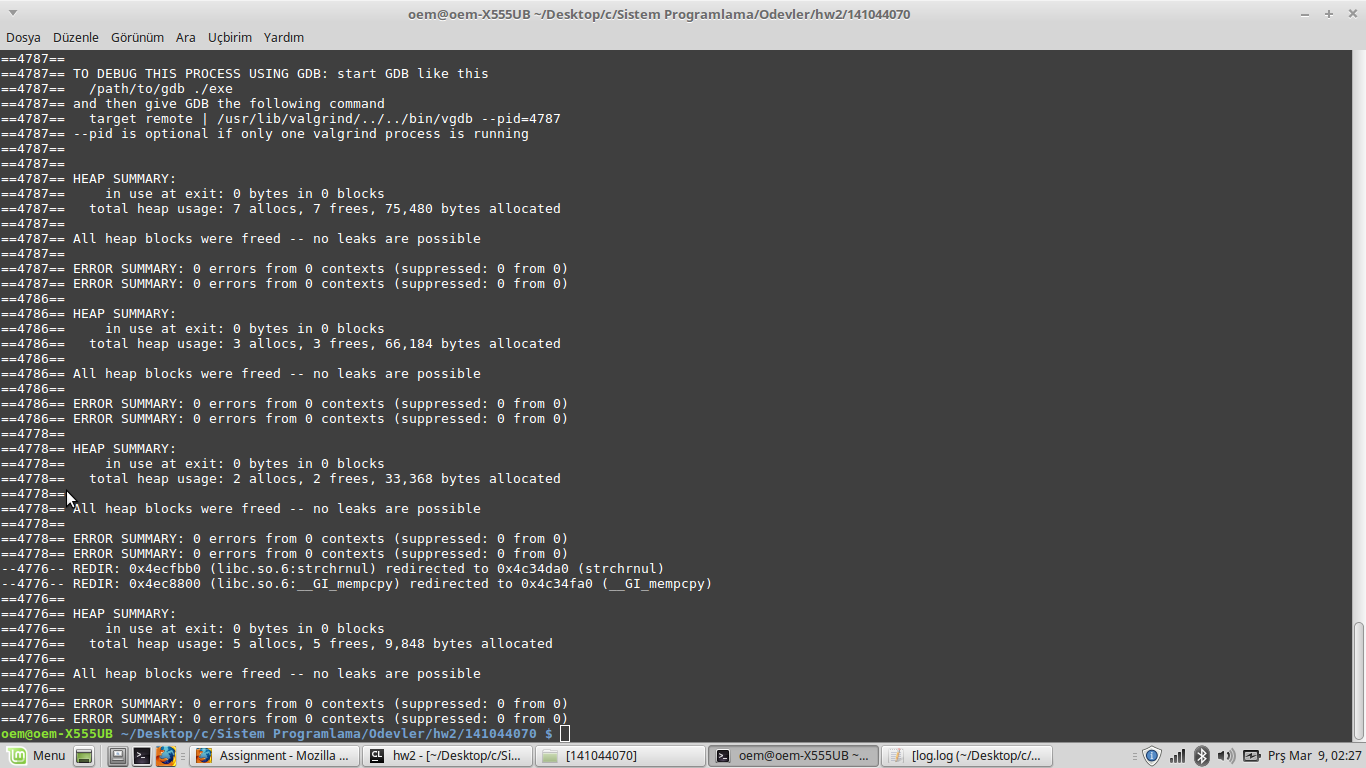 oem@oem-X555UB ~/Desktop/c/Sistem Programlama/Odevler/hw2/141044070
Dosya Düzenle Görünüm Ara Uçbirim Yardım
==4787==
==4787== TO DEBUG THIS PROCESS USING GDB: start GDB like this
==4787==   /path/to/gdb ./exe
==4787== and then give GDB the following command
==4787==   target remote | /usr/lib/valgrind/../../bin/vgdb --pid=4787
==4787== --pid is optional if only one valgrind process is running
==4787==
==4787==
==4787== HEAP SUMMARY:
==4787==     in use at exit: 0 bytes in 0 blocks
==4787==   total heap usage: 7 allocs, 7 frees, 75,480 bytes allocated
==4787==
==4787== All heap blocks were freed -- no leaks are possible
==4787==
==4787== ERROR SUMMARY: 0 errors from 0 contexts (suppressed: 0 from 0)
==4787== ERROR SUMMARY: 0 errors from 0 contexts (suppressed: 0 from 0)
==4786==
==4786== HEAP SUMMARY:
==4786==     in use at exit: 0 bytes in 0 blocks
==4786==   total heap usage: 3 allocs, 3 frees, 66,184 bytes allocated
==4786==
==4786== All heap blocks were freed -- no leaks are possible
==4786==
==4786== ERROR SUMMARY: 0 errors from 0 contexts (suppressed: 0 from 0)
==4786== ERROR SUMMARY: 0 errors from 0 contexts (suppressed: 0 from 0)
==4778==
==4778== HEAP SUMMARY:
==4778==     in use at exit: 0 bytes in 0 blocks
==4778==   total heap usage: 2 allocs, 2 frees, 33,368 bytes allocated
==4778==
==4778== All heap blocks were freed -- no leaks are possible
==4778==
==4778== ERROR SUMMARY: 0 errors from 0 contexts (suppressed: 0 from 0)
==4778== ERROR SUMMARY: 0 errors from 0 contexts (suppressed: 0 from 0)
--4776-- REDIR: 0x4ecfbb0 (libc.so.6:strchrnul) redirected to 0x4c34da0 (strchrnul)
--4776-- REDIR: 0x4ec8800 (libc.so.6:__GI_mempcpy) redirected to 0x4c34fa0 (__GI_mempcpy)
==4776==
==4776== HEAP SUMMARY:
==4776==     in use at exit: 0 bytes in 0 blocks
==4776==   total heap usage: 5 allocs, 5 frees, 9,848 bytes allocated
==4776==
==4776== All heap blocks were freed -- no leaks are possible
==4776==
==4776== ERROR SUMMARY: 0 errors from 0 contexts (suppressed: 0 from 0)
==4776== ERROR SUMMARY: 0 errors from 0 contexts (suppressed: 0 from 0)
oem@oem-X555UB ~/Desktop/c/Sistem Programlama/Odevler/hw2/141044070 $
Menu Assignment - Mozilla ... CL hw2 - [~/Desktop/c/Si... [141044070] oem@oem-X555UB ~... [log.log (~/Desktop/c/... Prş Mar 9, 02:27